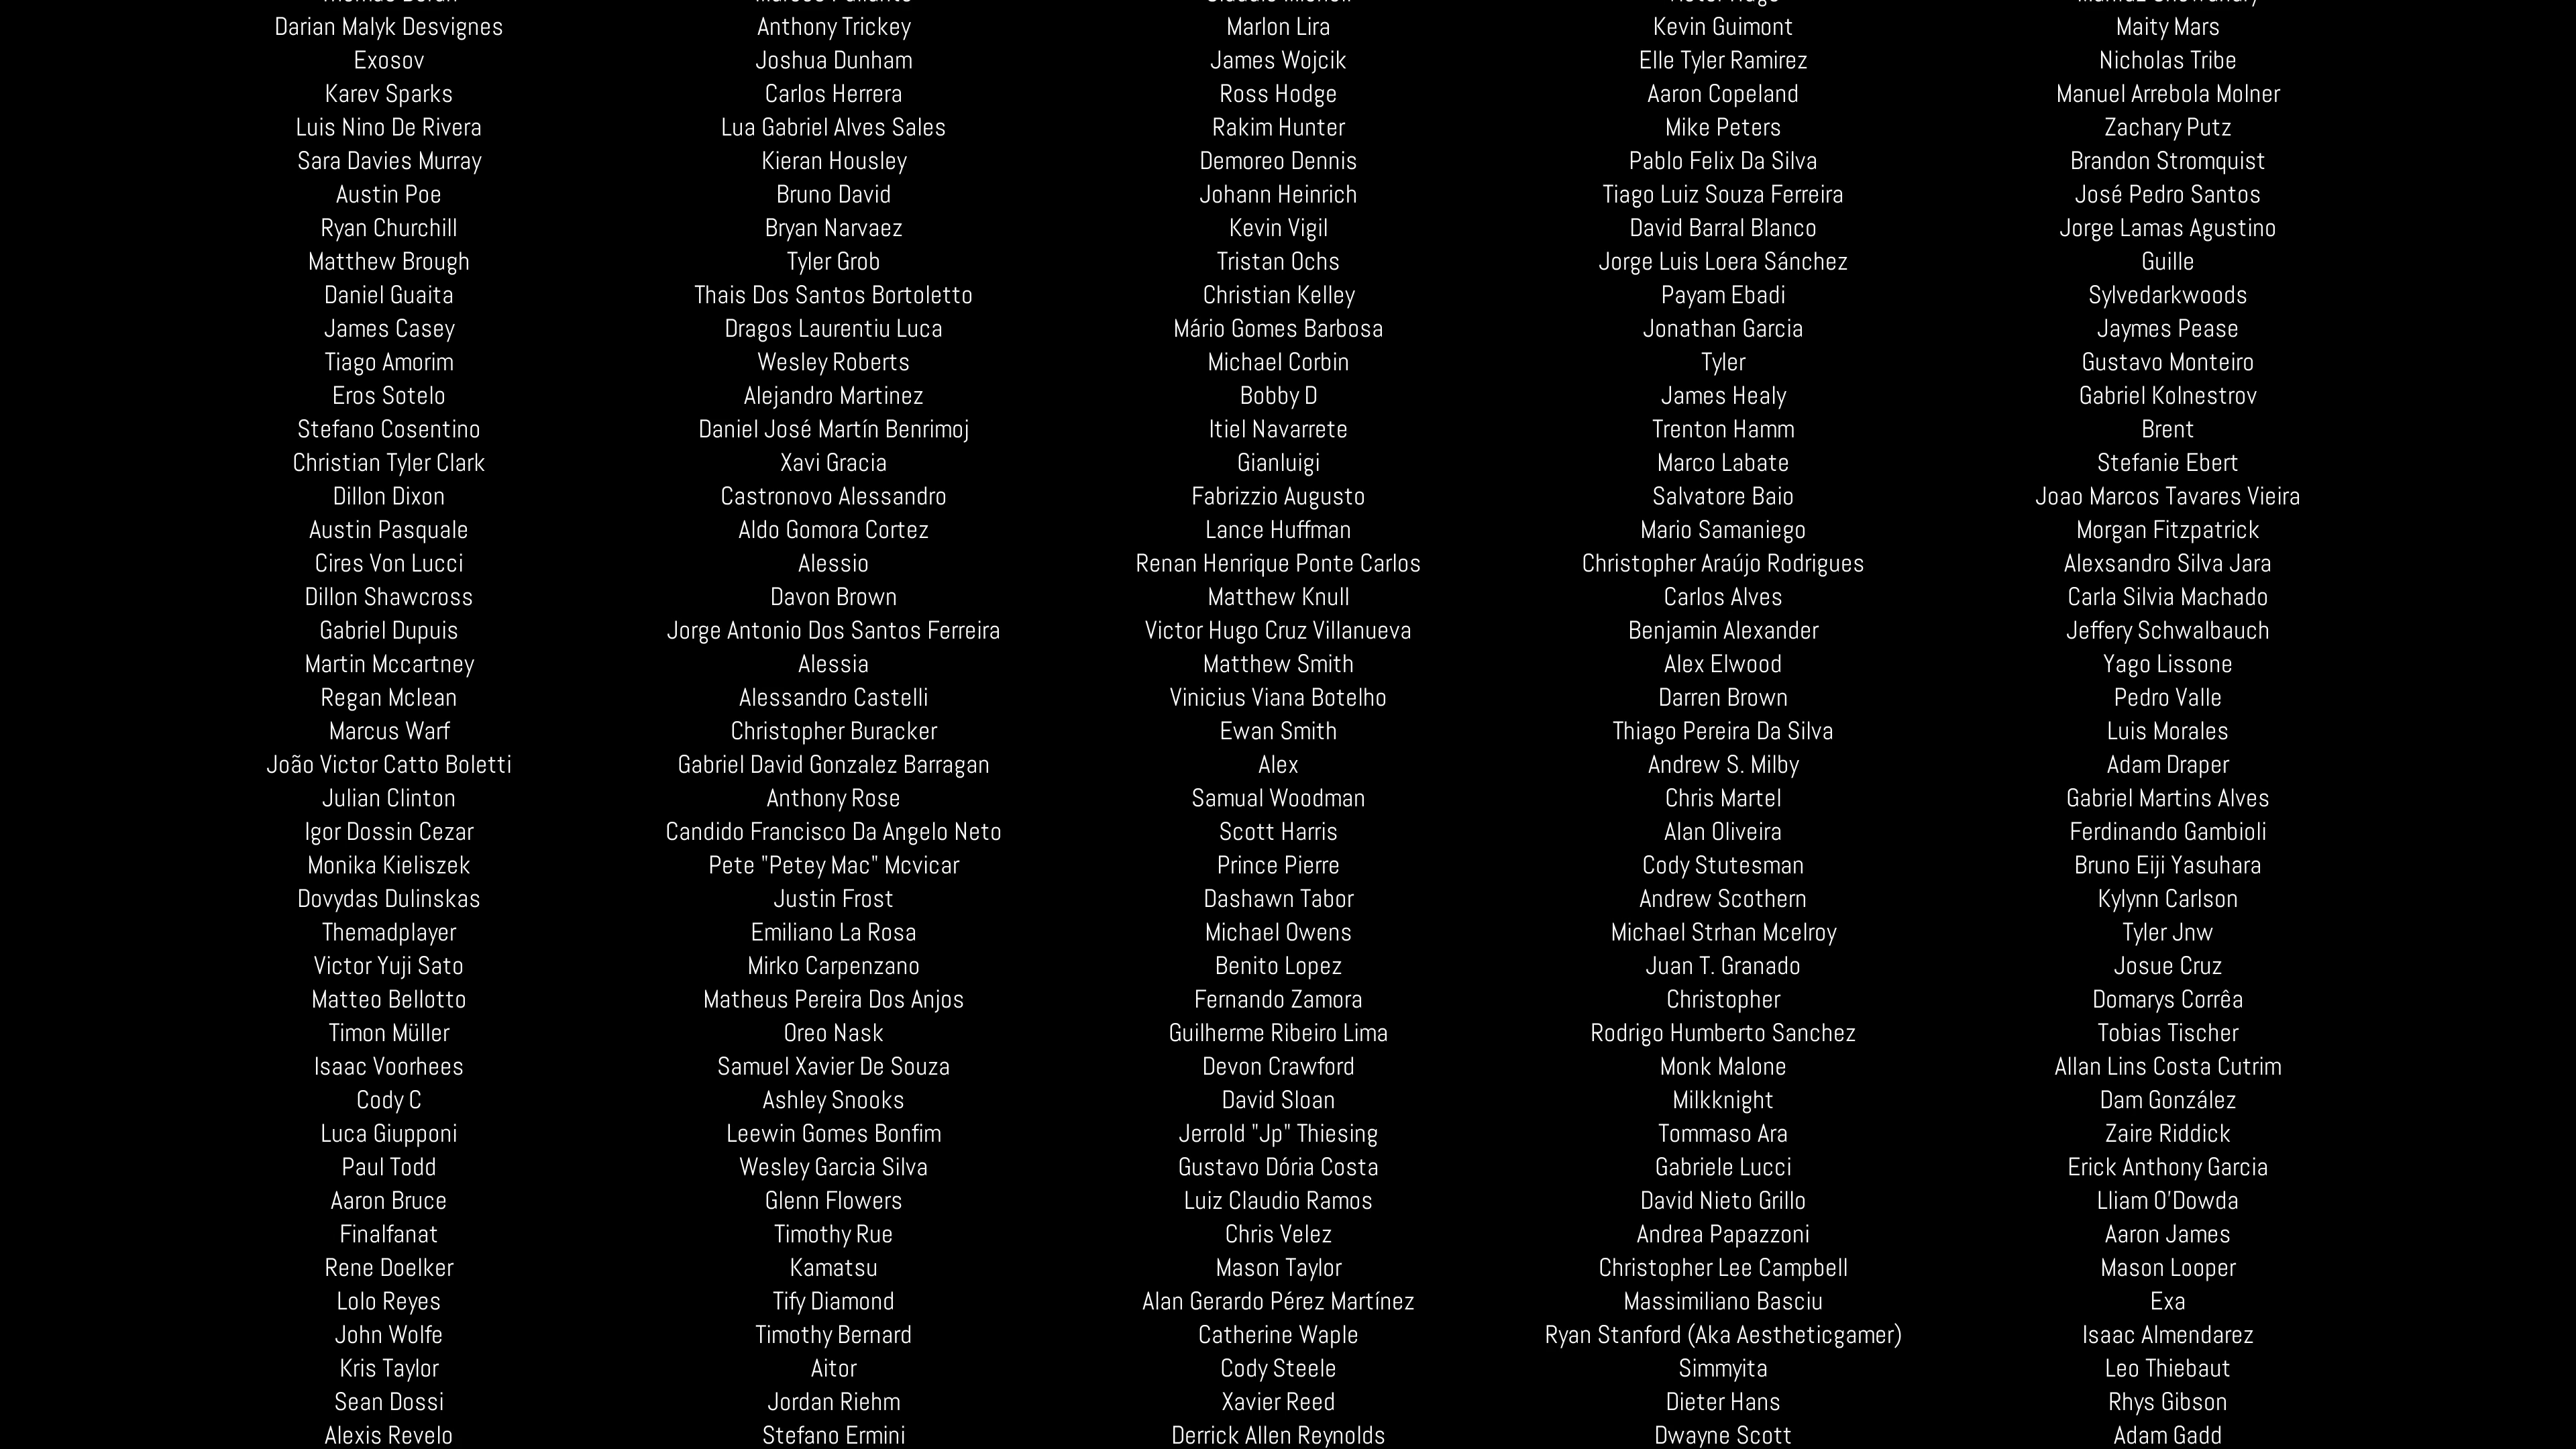 Darian Malyk Desvignes
Exosov
Karev Sparks
Luis Nino De Rivera
Sara Davies Murray
Austin Poe
Ryan Churchill
Matthew Brough
Daniel Guaita
James Casey
Tiago Amorim
Eros Sotelo
Stefano Cosentino
Christian Tyler Clark
Dillon Dixon
Austin Pasquale
Cires Von Lucci
Dillon Shawcross
Gabriel Dupuis
Martin Mccartney
Regan Mclean
Marcus Warf
João Victor Catto Boletti
Julian Clinton
Igor Dossin Cezar
Monika Kieliszek
Dovydas Dulinskas
Themadplayer
Victor Yuji Sato
Matteo Bellotto
Timon Müller
Isaac Voorhees
Cody C
Luca Giupponi
Paul Todd
Aaron Bruce
Finalfanat
Rene Doelker
Lolo Reyes
John Wolfe
Kris Taylor
Sean Dossi
Alexis Revelo
Anthony Trickey
Joshua Dunham
Carlos Herrera
Lua Gabriel Alves Sales
Kieran Housley
Bruno David
Bryan Narvaez
Tyler Grob
Thais Dos Santos Bortoletto
Dragos Laurentiu Luca
Wesley Roberts
Alejandro Martinez
Daniel José Martín Benrimoj
Xavi Gracia
Castronovo Alessandro
Aldo Gomora Cortez
Alessio
Davon Brown
Jorge Antonio Dos Santos Ferreira
Alessia
Alessandro Castelli
Christopher Buracker
Gabriel David Gonzalez Barragan
Anthony Rose
Candido Francisco Da Angelo Neto
Pete "Petey Mac" Mcvicar
Justin Frost
Emiliano La Rosa
Mirko Carpenzano
Matheus Pereira Dos Anjos
Oreo Nask
Samuel Xavier De Souza
Ashley Snooks
Leewin Gomes Bonfim
Wesley Garcia Silva
Glenn Flowers
Timothy Rue
Kamatsu
Tify Diamond
Timothy Bernard
Aitor
Jordan Riehm
Stefano Ermini
Marlon Lira
James Wojcik
Ross Hodge
Rakim Hunter
Demoreo Dennis
Johann Heinrich
Kevin Vigil
Tristan Ochs
Christian Kelley
Mário Gomes Barbosa
Michael Corbin
Bobby D
Itiel Navarrete
Gianluigi
Fabrizzio Augusto
Lance Huffman
Renan Henrique Ponte Carlos
Matthew Knull
Victor Hugo Cruz Villanueva
Matthew Smith
Vinicius Viana Botelho
Ewan Smith
Alex
Samual Woodman
Scott Harris
Prince Pierre
Dashawn Tabor
Michael Owens
Benito Lopez
Fernando Zamora
Guilherme Ribeiro Lima
Devon Crawford
David Sloan
Jerrold "Jp" Thiesing
Gustavo Dória Costa
Luiz Claudio Ramos
Chris Velez
Mason Taylor
Alan Gerardo Pérez Martínez
Catherine Waple
Cody Steele
Xavier Reed
Derrick Allen Reynolds
Kevin Guimont
Elle Tyler Ramirez
Aaron Copeland
Mike Peters
Pablo Felix Da Silva
Tiago Luiz Souza Ferreira
David Barral Blanco
Jorge Luis Loera Sánchez
Payam Ebadi
Jonathan Garcia
Tyler
James Healy
Trenton Hamm
Marco Labate
Salvatore Baio
Mario Samaniego
Christopher Araújo Rodrigues
Carlos Alves
Benjamin Alexander
Alex Elwood
Darren Brown
Thiago Pereira Da Silva
Andrew S. Milby
Chris Martel
Alan Oliveira
Cody Stutesman
Andrew Scothern
Michael Strhan Mcelroy
Juan T. Granado
Christopher
Rodrigo Humberto Sanchez
Monk Malone
Milkknight
Tommaso Ara
Gabriele Lucci
David Nieto Grillo
Andrea Papazzoni
Christopher Lee Campbell
Massimiliano Basciu
Ryan Stanford (Aka Aestheticgamer)
Simmyita
Dieter Hans
Dwayne Scott
Maity Mars
Nicholas Tribe
Manuel Arrebola Molner
Zachary Putz
Brandon Stromquist
José Pedro Santos
Jorge Lamas Agustino
Guille
Sylvedarkwoods
Jaymes Pease
Gustavo Monteiro
Gabriel Kolnestrov
Brent
Stefanie Ebert
Joao Marcos Tavares Vieira
Morgan Fitzpatrick
Alexsandro Silva Jara
Carla Silvia Machado
Jeffery Schwalbauch
Yago Lissone
Pedro Valle
Luis Morales
Adam Draper
Gabriel Martins Alves
Ferdinando Gambioli
Bruno Eiji Yasuhara
Kylynn Carlson
Tyler Jnw
Josue Cruz
Domarys Corrêa
Tobias Tischer
Allan Lins Costa Cutrim
Dam González
Zaire Riddick
Erick Anthony Garcia
Lliam O'Dowda
Aaron James
Mason Looper
Exa
Isaac Almendarez
Leo Thiebaut
Rhys Gibson
Adam Gadd